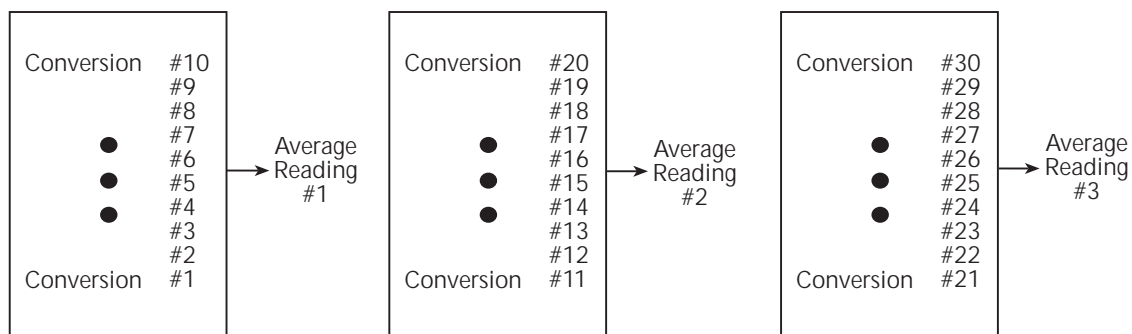 Conversion #10
#9
#8
#7
#6
#5
#4
#3
#2
Conversion #1
Average
Reading
#1
Conversion #20
#19
#18
#17
#16
#15
#14
#13
#12
Conversion #11
Average
Reading
#2
Conversion #30
#29
#28
#27
#26
#25
#24
#23
#22
Conversion #21
Average
Reading
#3